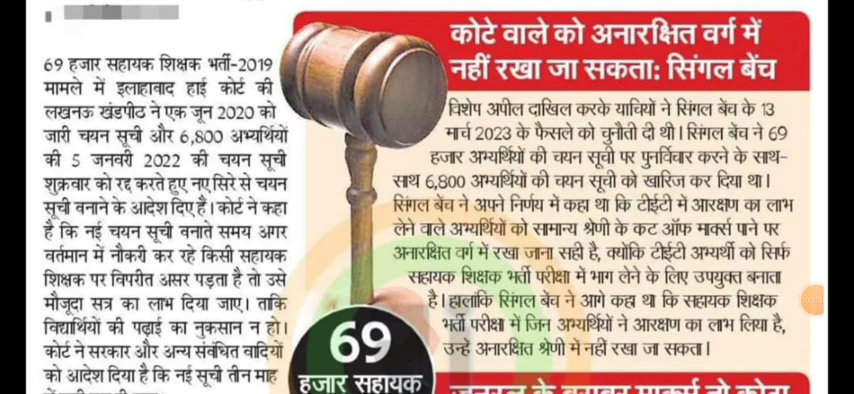 69 हजार सहायक शिक्षक भर्ती-2019
मामले में इलाहाबाद हाई कोर्ट की
लखनऊ खंडपीठ ने एक जून 2020 को
जारी चयन सूची और 6,800 अभ्यर्थियों
की 5 जनवरी 2022 की चयन सूची
शुक्रवार को रद्द करते हुए नए सिरे से चयन
सूची बनाने के आदेश दिए हैं। कोर्ट ने कहा
है कि नई चयन सूची बनाते समय अगर
वर्तमान में नौकरी कर रहे किसी सहायक
शिक्षक पर विपरीत असर पड़ता है तो उसे
मौजूदा सत्र का लाभ दिया जाए। ताकि
विद्यार्थियों की पढ़ाई का नुकसान न हो।
कोर्ट ने सरकार और अन्य संबंधित वादियों
को आदेश दिया है कि नई सूची तीन माह
कोटे वाले को अनारक्षित वर्ग में
नहीं रखा जा सकता: सिंगल बेंच
विशेष अपील दाखिल करके याचियों ने सिंगल बेंच के 13
मार्च 2023 के फैसले को चुनौती दी थी। सिंगल बेंच ने 69
हजार अभ्यर्थियों की चयन सूची पर पुनर्विचार करने के साथ-
साथ 6,800 अभ्यर्थियों की चयन सूची को खारिज कर दिया था।
सिंगल बेंच ने अपने निर्णय में कहा था कि टीईटी में आरक्षण का लाभ
लेने वाले अभ्यर्थियों को सामान्य श्रेणी के कट ऑफ मार्क्स पाने पर
अनारक्षित वर्ग में रखा जाना सही है, क्योंकि टीईटी अभ्यर्थी को सिर्फ
सहायक शिक्षक भर्ती परीक्षा में भाग लेने के लिए उपयुक्त बनाता
है। हालांकि सिंगल बेंच ने आगे कहा था कि सहायक शिक्षक
भर्ती परीक्षा में जिन अभ्यर्थियों ने आरक्षण का लाभ लिया है,
उन्हें अनारक्षित श्रेणी में नहीं रखा जा सकता।
69
हजार सहायक